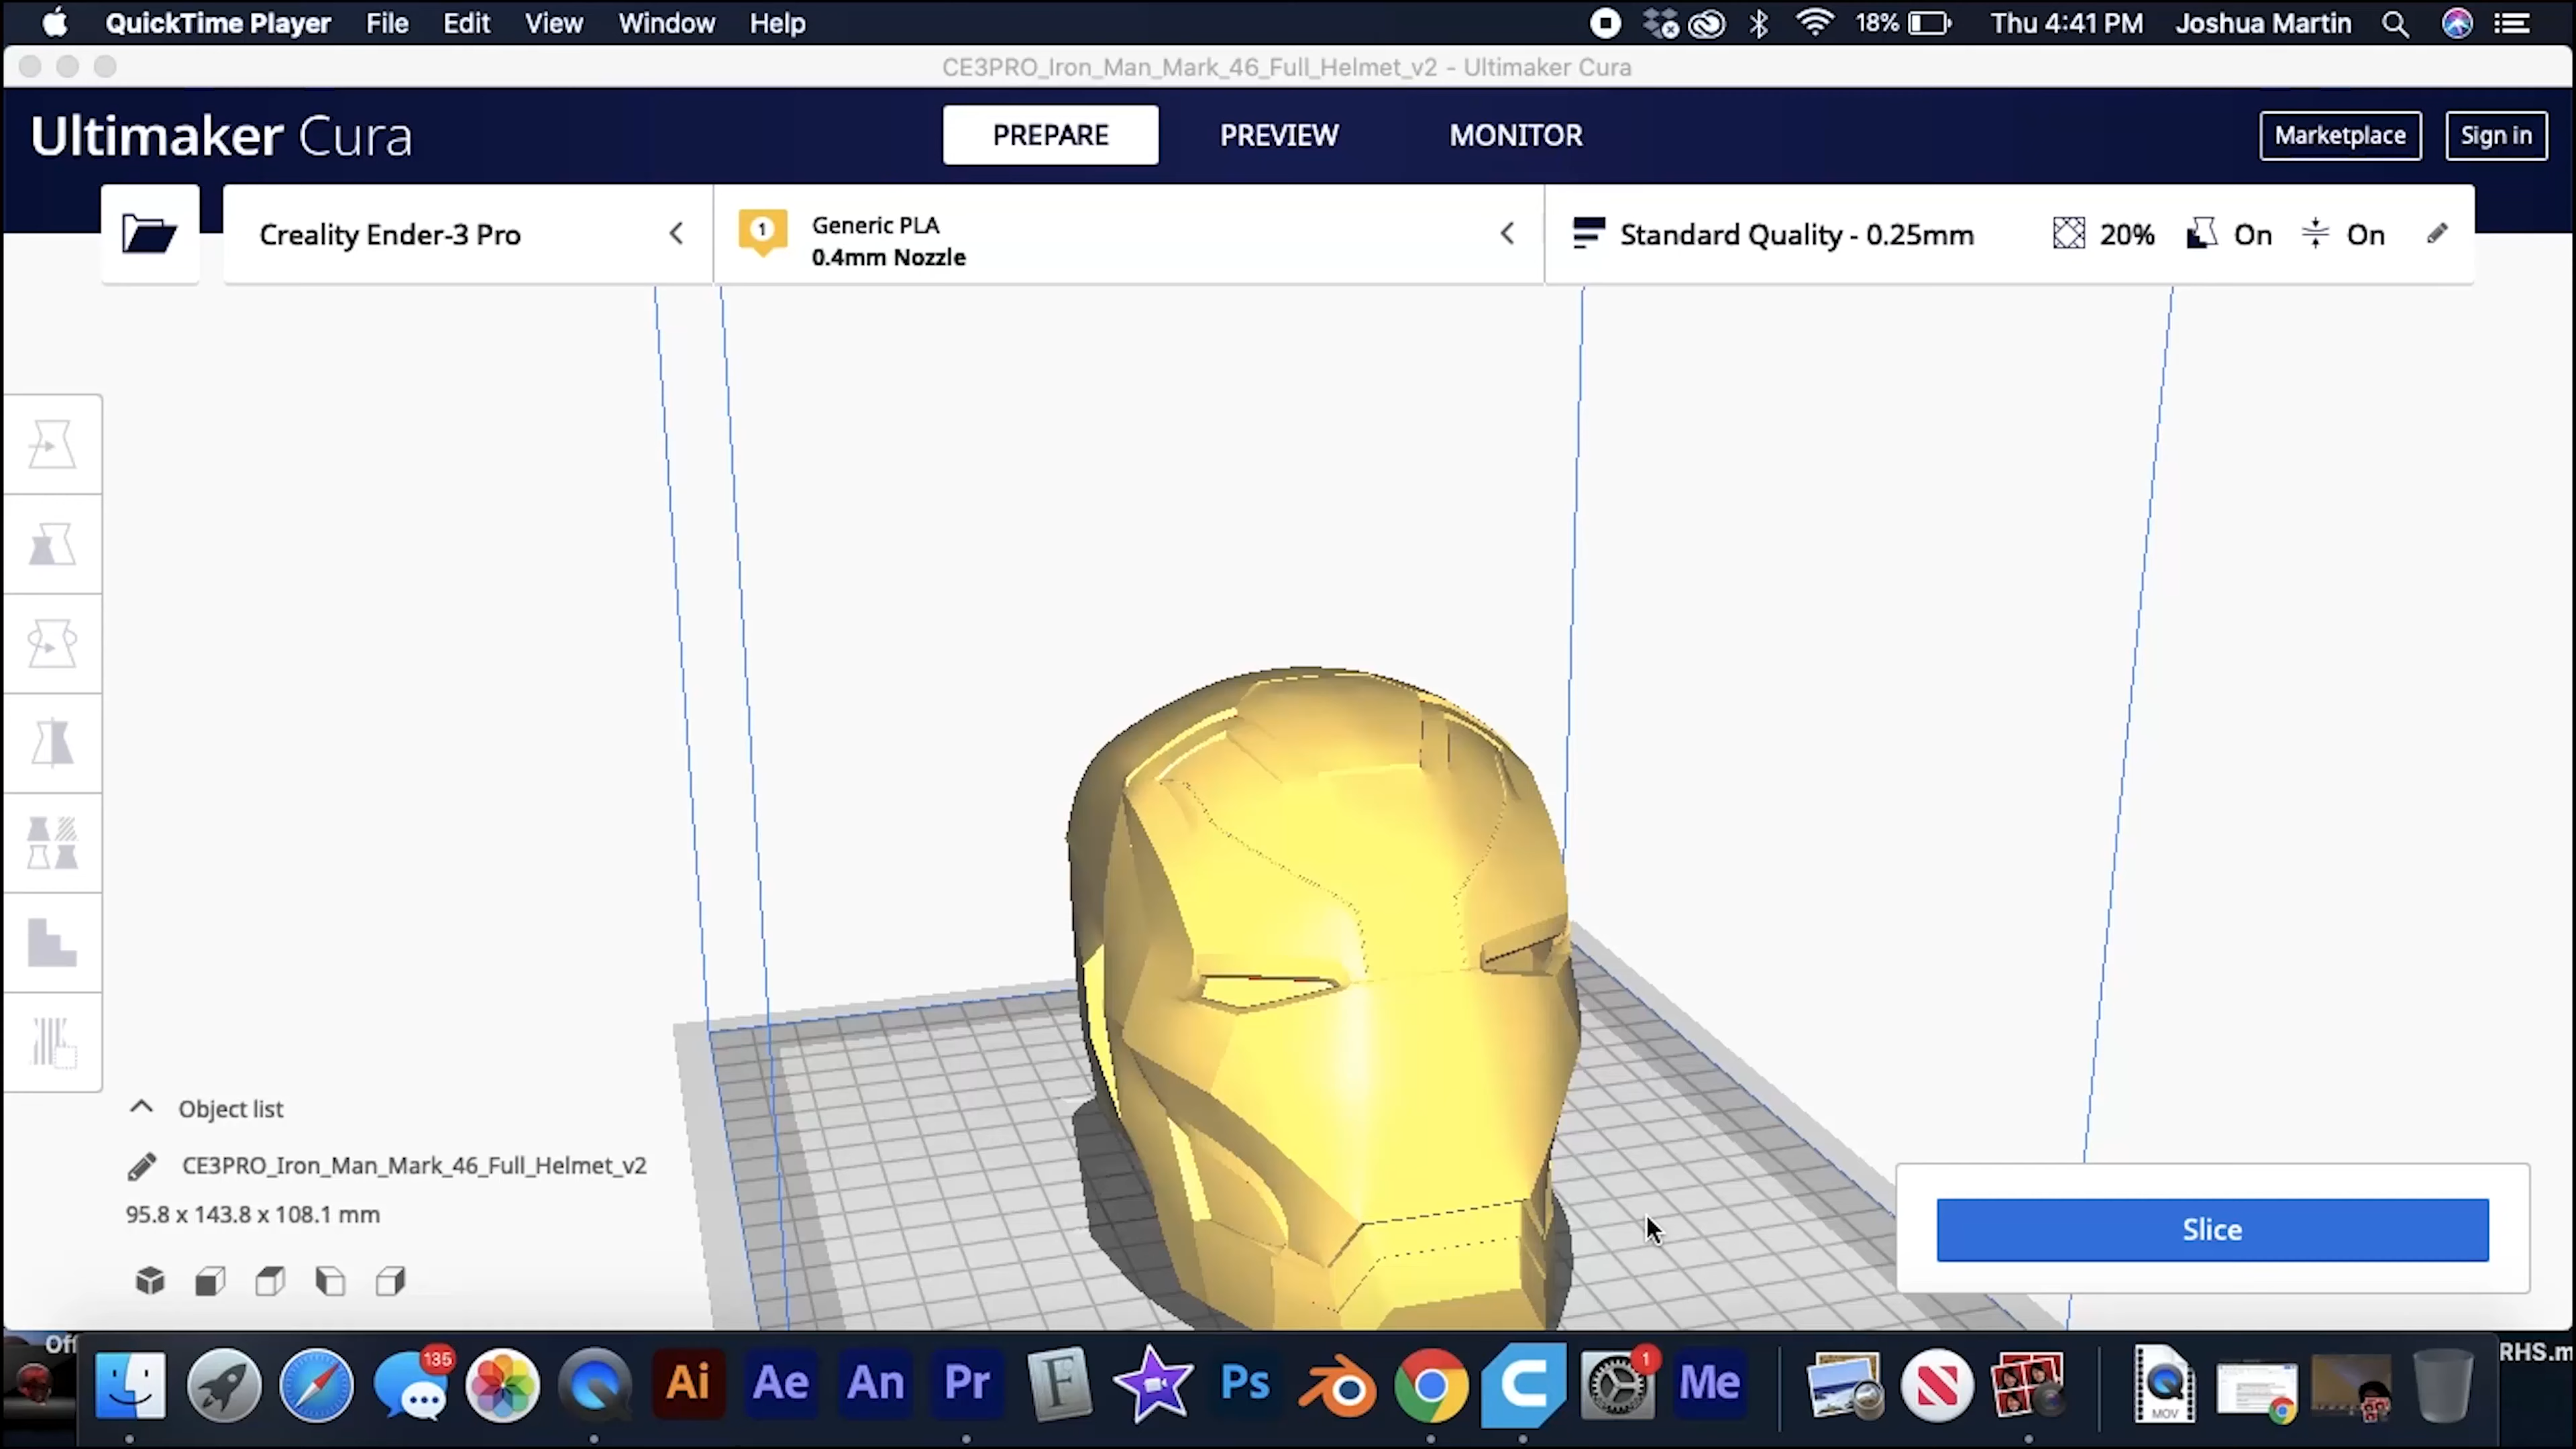 QuickTime Player File Edit View Window Help 18% Thu 4:41 PM Joshua Martin
CE3PRO_Iron_Man_Mark_46_Full_Helmet_v2 - Ultimaker Cura
Ultimaker Cura PREPARE PREVIEW MONITOR Marketplace Sign in
Creality Ender-3 Pro
1 Generic PLA
0.4mm Nozzle
Standard Quality - 0.25mm 20% On On
Object list
CE3PRO_Iron_Man_Mark_46_Full_Helmet_v2
95.8 x 143.8 x 108.1 mm
Slice
Off
RHS.m
135
1
Ai Ae An Pr F Ps Me
MOV